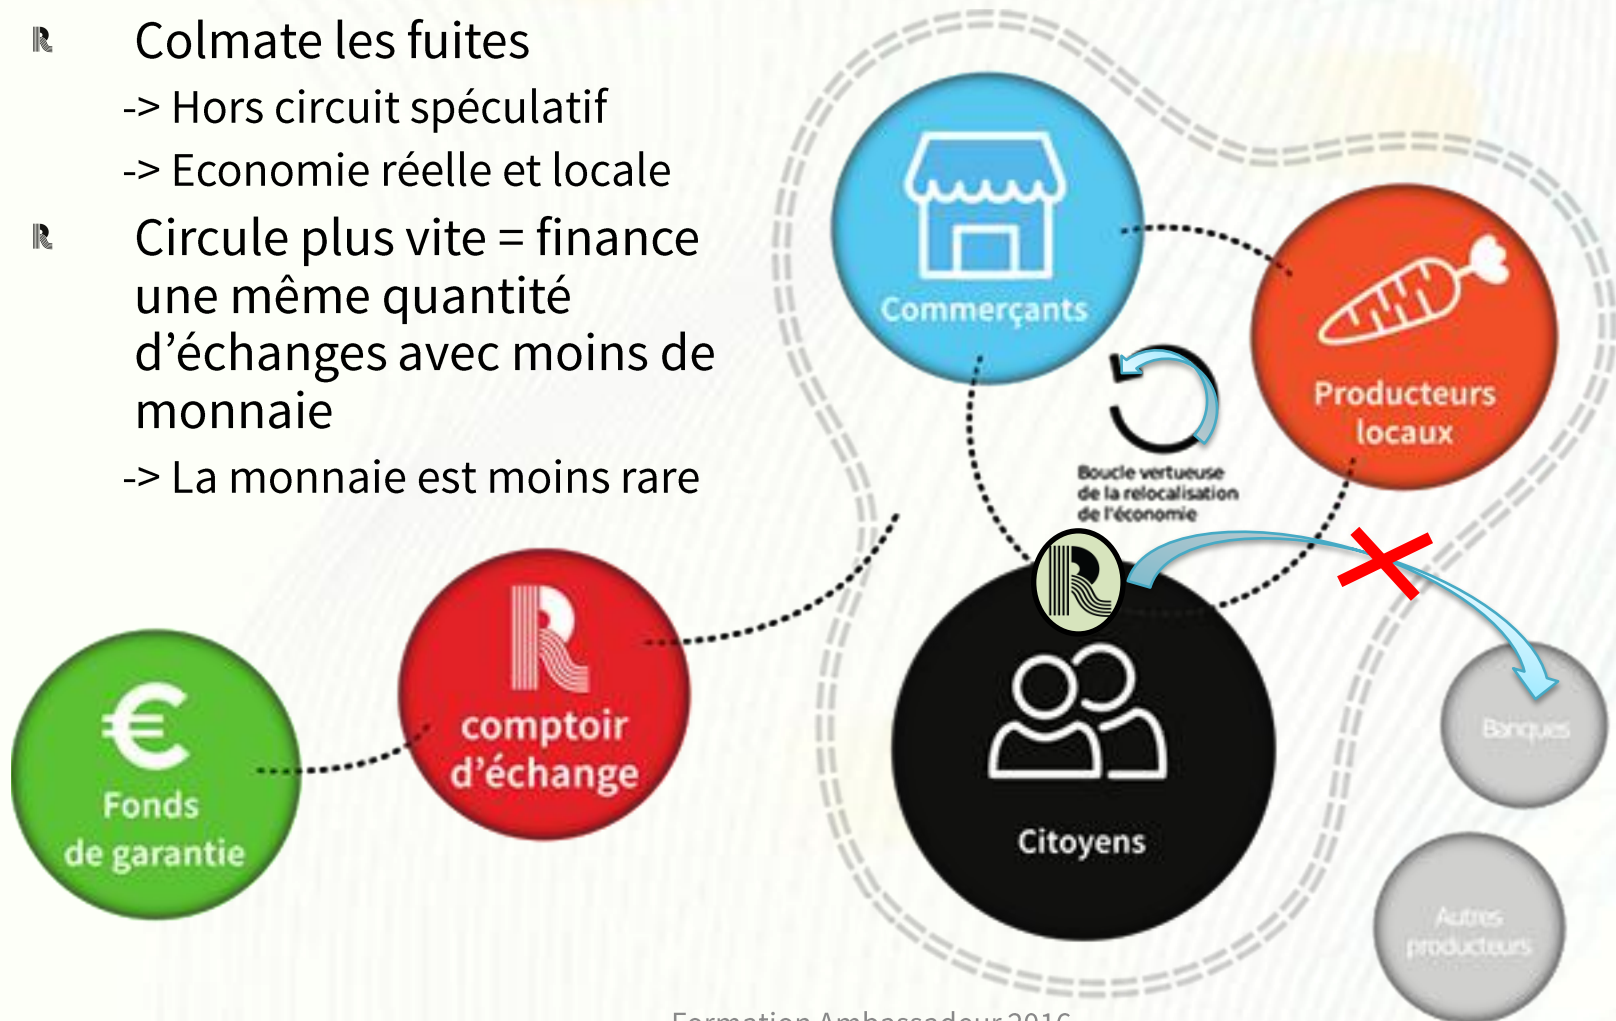 Colmate les fuites
-> Hors circuit spéculatif
-> Economie réelle et locale
Circule plus vite = finance
une même quantité
d’échanges avec moins de
monnaie
-> La monnaie est moins rare
Commerçants
Producteurs
locaux
Boucle vertueuse
de la relocalisation
de l'économie
R
comptoir
d’échange
€
Fonds
de garantie
R
Citoyens
Banques
Autres
producteurs
Formation Ambassadeur 2016